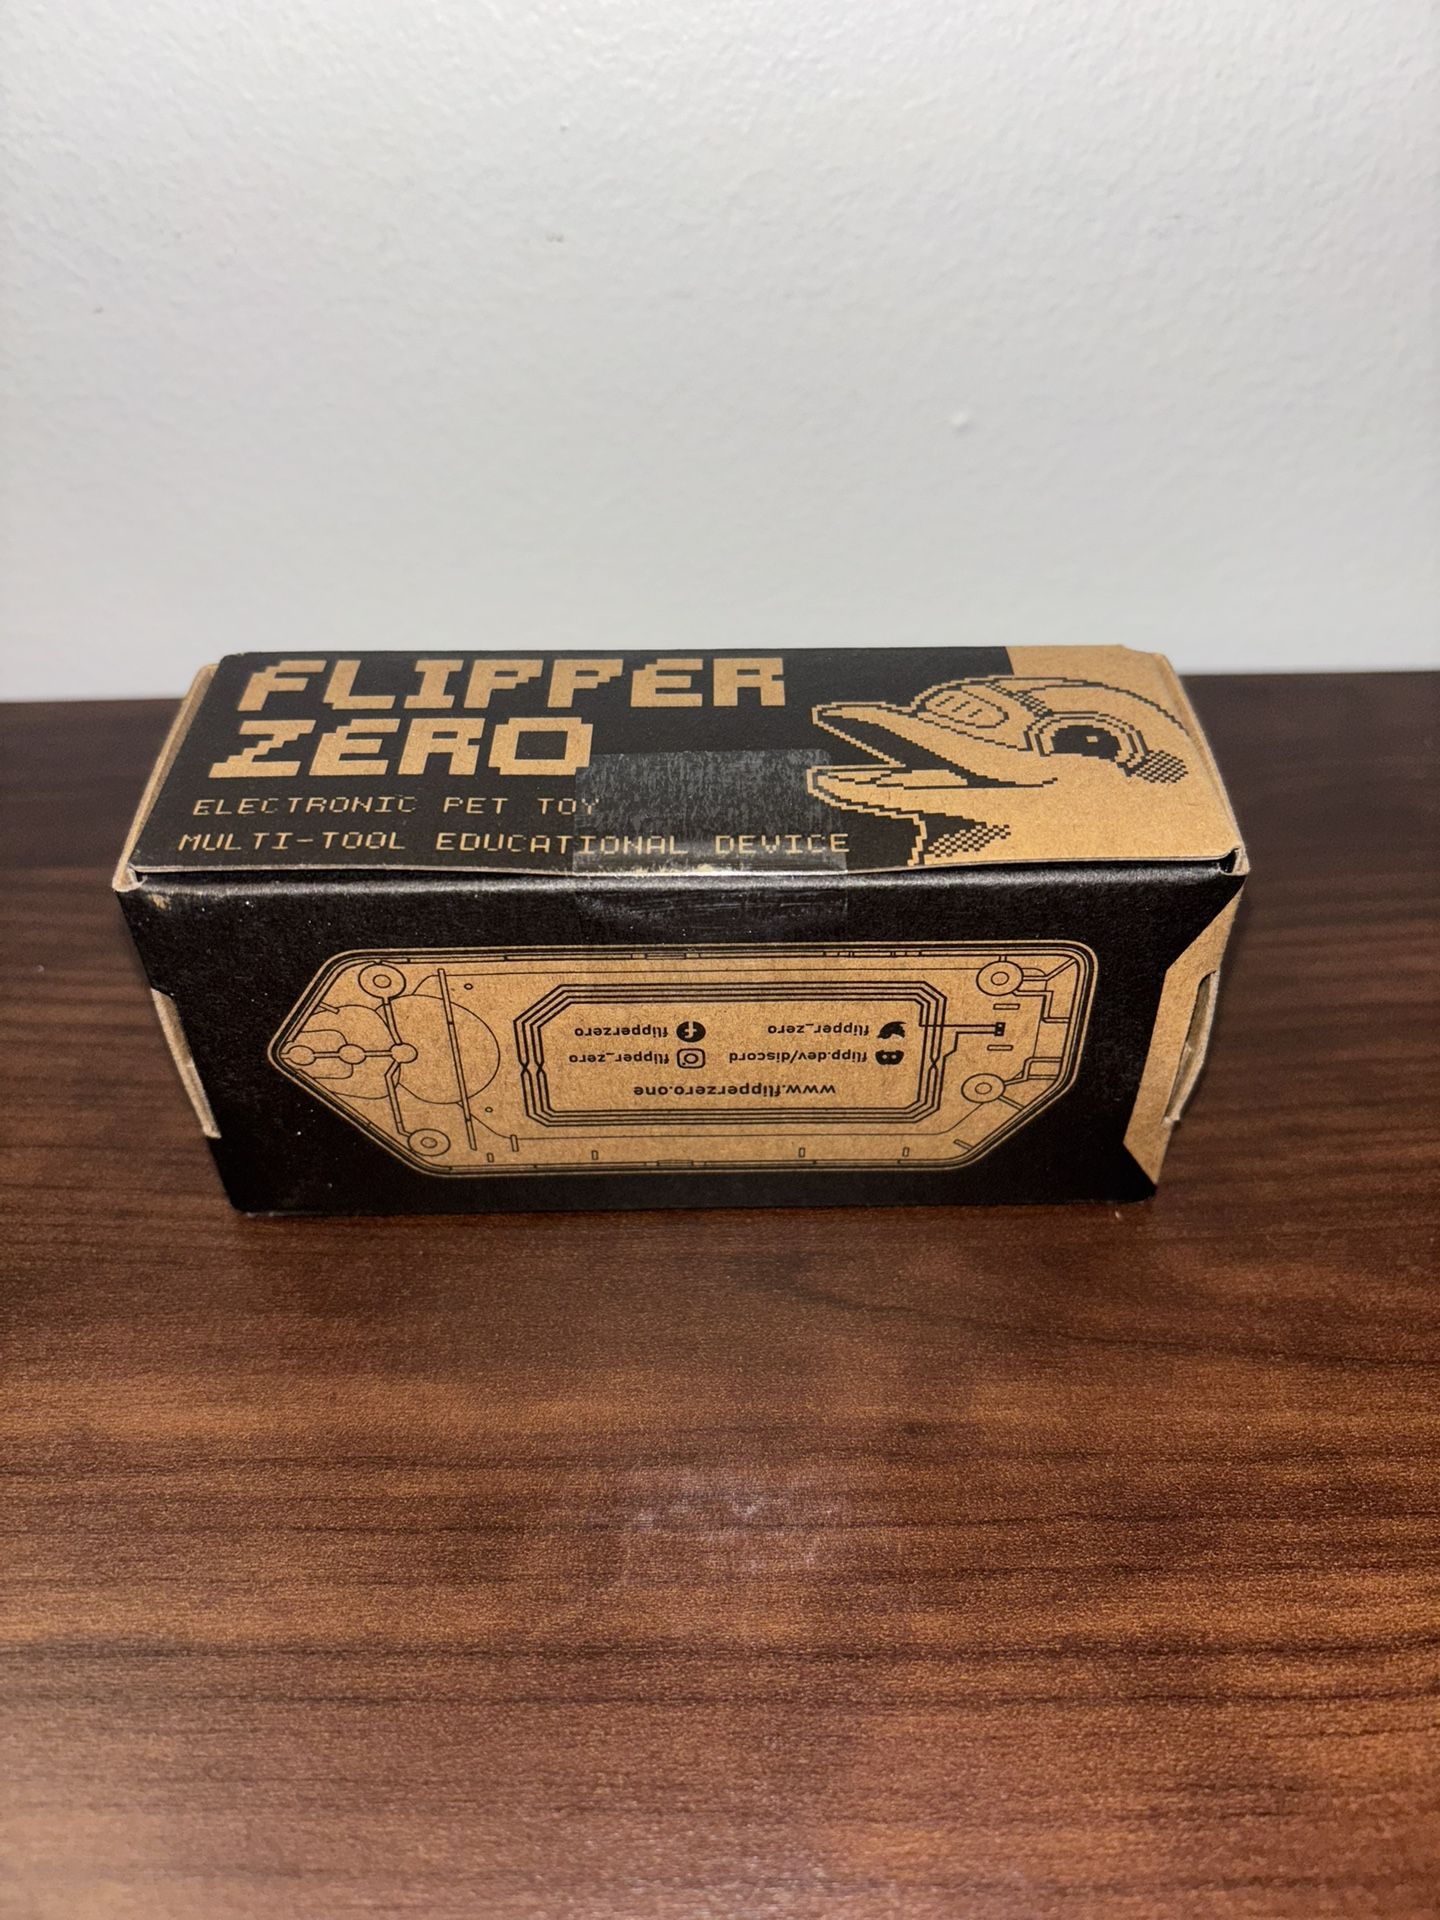 FLIPPER
ZERO
ELECTRONIC PET TOY
MULTI-TOOL EDUCATIONAL DEVICE
www.flipperzero.one
flipp.dev/discord flipper_zero
flipper_zero flipperzero